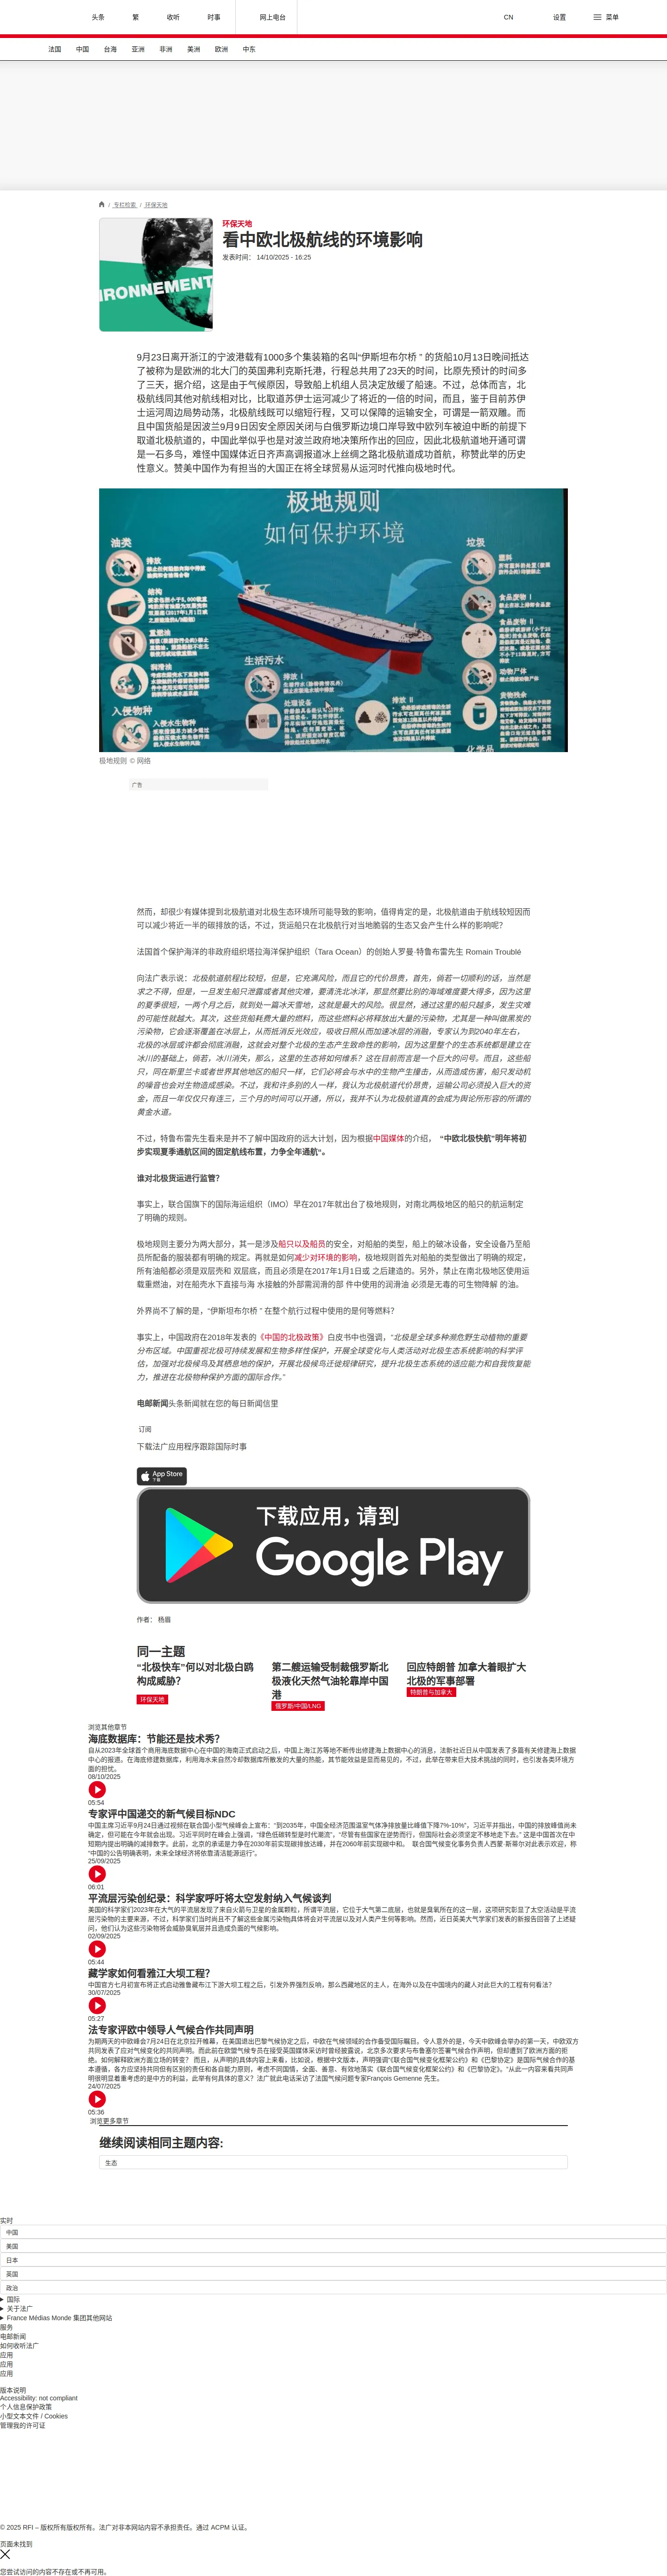 头条
繁
收听
时事
网上电台
CN
设置
菜单
法国
中国
台海
亚洲
非洲
美洲
欧洲
中东
/ 专栏检索 / 环保天地
环保天地
看中欧北极航线的环境影响
发表时间： 14/10/2025 - 16:25
IRONNEMENT
9月23日离开浙江的宁波港载有1000多个集装箱的名叫“伊斯坦布尔桥 ” 的货船10月13日晚间抵达
了被称为是欧洲的北大门的英国弗利克斯托港，行程总共用了23天的时间，比原先预计的时间多
了三天，据介绍，这是由于气候原因，导致船上机组人员决定放缓了船速。不过，总体而言，北
极航线同其他对航线相对比，比取道苏伊士运河减少了将近的一倍的时间，而且，鉴于目前苏伊
士运河周边局势动荡，北极航线既可以缩短行程，又可以保障的运输安全，可谓是一箭双雕。而
且中国货船是因波兰9月9日因安全原因关闭与白俄罗斯边境口岸导致中欧列车被迫中断的前提下
取道北极航道的，中国此举似乎也是对波兰政府地决策所作出的回应，因此北极航道地开通可谓
是一石多鸟，难怪中国媒体近日齐声高调报道冰上丝绸之路北极航道成功首航，称赞此举的历史
性意义。赞美中国作为有担当的大国正在将全球贸易从运河时代推向极地时代。
极地规则
如何保护环境
油类
排放
结构
重燃油
润滑油
入侵物种
入侵水生物种
生活污水
排放 I
处理设备
排放 II
垃圾
塑料
食品废物 I
食品废物 II
动物尸体
货物残余
化学品
极地规则 © 网络
广告
然而，却很少有媒体提到北极航道对北极生态环境所可能导致的影响，值得肯定的是，北极航道由于航线较短因而
可以减少将近一半的碳排放的话，不过，货运船只在北极航行对当地脆弱的生态又会产生什么样的影响呢？
法国首个保护海洋的非政府组织塔拉海洋保护组织（Tara Ocean）的创始人罗曼·特鲁布雷先生 Romain Troublé
向法广表示说：北极航道航程比较短，但是，它充满风险，而且它的代价昂贵，首先，倘若一切顺利的话，当然是
求之不得，但是，一旦发生船只泄露或者其他灾难，要清洗北冰洋，那显然要比别的海域难度要大得多，因为这里
的夏季很短，一两个月之后，就到处一篇冰天雪地，这就是最大的风险。很显然，通过这里的船只越多，发生灾难
的可能性就越大。其次，这些货船耗费大量的燃料，而这些燃料必将释放出大量的污染物，尤其是一种叫做黑炭的
污染物，它会逐渐覆盖在冰层上，从而抵消反光效应，吸收日照从而加速冰层的消融，专家认为到2040年左右，
北极的冰层或许都会彻底消融，这就会对整个北极的生态产生致命性的影响，因为这里整个的生态系统都是建立在
冰川的基础上，倘若，冰川消失，那么，这里的生态将如何维系？这在目前而言是一个巨大的问号。而且，这些船
只，同在斯里兰卡或者世界其他地区的船只一样，它们必将会与水中的生物产生撞击，从而造成伤害，船只发动机
的噪音也会对生物造成感染。不过，我和许多别的人一样，我认为北极航道代价昂贵，运输公司必须投入巨大的资
金，而且一年仅仅只有连三，三个月的时间可以开通，所以，我并不认为北极航道真的会成为舆论所形容的所谓的
黄金水道。
不过，特鲁布雷先生看来是并不了解中国政府的远大计划，因为根据中国媒体的介绍， “中欧北极快航”明年将初
步实现夏季通航区间的固定航线布置，力争全年通航“。
谁对北极货运进行监管？
事实上，联合国旗下的国际海运组织（IMO）早在2017年就出台了极地规则，对南北两极地区的船只的航运制定
了明确的规则。
极地规则主要分为两大部分，其一是涉及船只以及船员的安全，对船舶的类型，船上的破冰设备，安全设备乃至船
员所配备的服装都有明确的规定。再就是如何减少对环境的影响，极地规则首先对船舶的类型做出了明确的规定，
所有油船都必须是双层壳和 双层底，而且必须是在2017年1月1日或 之后建造的。另外，禁止在南北极地区使用运
载重燃油，对在船壳水下直接与海 水接触的外部需润滑的部 件中使用的润滑油 必须是无毒的可生物降解 的油。
外界尚不了解的是，“伊斯坦布尔桥 ” 在整个航行过程中使用的是何等燃料？
事实上，中国政府在2018年发表的《中国的北极政策》白皮书中也强调，”北极是全球多种濒危野生动植物的重要
分布区域。中国重视北极可持续发展和生物多样性保护，开展全球变化与人类活动对北极生态系统影响的科学评
估，加强对北极候鸟及其栖息地的保护，开展北极候鸟迁徙规律研究，提升北极生态系统的适应能力和自我恢复能
力，推进在北极物种保护方面的国际合作。”
电邮新闻头条新闻就在您的每日新闻信里
订阅
下载法广应用程序跟踪国际时事
App Store
下载
下载应用，请到
Google Play
作者： 杨眉
同一主题
“北极快车”何以对北极白鸥
构成威胁？
环保天地
第二艘运输受制裁俄罗斯北
极液化天然气油轮靠岸中国
港
俄罗斯/中国/LNG
回应特朗普 加拿大着眼扩大
北极的军事部署
特朗普与加拿大
浏览其他章节
海底数据库：节能还是技术秀？
自从2023年全球首个商用海底数据中心在中国的海南正式启动之后，中国上海江苏等地不断传出修建海上数据中心的消息，法新社近日从中国发表了多篇有关修建海上数据
中心的报道。在海底修建数据库，利用海水来自然冷却数据库所散发的大量的热能，其节能效益是显而易见的，不过，此举在带来巨大技术挑战的同时，也引发各类环境方
面的担忧。
08/10/2025
05:54
专家评中国递交的新气候目标NDC
中国主席习近平9月24日通过视频在联合国小型气候峰会上宣布：“到2035年，中国全经济范围温室气体净排放量比峰值下降7%-10%”，习近平并指出，中国的排放峰值尚未
确定，但可能在今年就会出现。习近平同时在峰会上强调，“绿色低碳转型是时代潮流”，“尽管有些国家在逆势而行，但国际社会必须坚定不移地走下去。” 这是中国首次在中
短期内提出明确的减排数字。此前，北京的承诺是力争在2030年前实现碳排放达峰，并在2060年前实现碳中和。 联合国气候变化事务负责人西蒙·斯蒂尔对此表示欢迎，称
“中国的公告明确表明，未来全球经济将依靠清洁能源运行”。
25/09/2025
06:01
平流层污染创纪录：科学家呼吁将太空发射纳入气候谈判
美国的科学家们2023年在大气的平流层发现了来自火箭与卫星的金属颗粒，所谓平流层，它位于大气第二底层，也就是臭氧所在的这一层，这项研究彰显了太空活动是平流
层污染物的主要来源，不过，科学家们当时尚且不了解这些金属污染物j具体将会对平流层以及对人类产生何等影响。然而，近日英美大气学家们发表的新报告回答了上述疑
问，他们认为这些污染物将会威胁臭氧层并且造成负面的气候影响。
02/09/2025
05:44
藏学家如何看雅江大坝工程？
中国官方七月初宣布将正式启动雅鲁藏布江下游大坝工程之后，引发外界强烈反响，那么西藏地区的主人，在海外以及在中国境内的藏人对此巨大的工程有何看法？
30/07/2025
05:27
法专家评欧中领导人气候合作共同声明
为期两天的中欧峰会7月24日在北京拉开帷幕，在美国退出巴黎气候协定之后，中欧在气候领域的合作备受国际瞩目。令人意外的是，今天中欧峰会举办的第一天，中欧双方
共同发表了应对气候变化的共同声明。而此前在欧盟气候专员在接受英国媒体采访时曾经披露说，北京多次要求与布鲁塞尔签署气候合作声明，但却遭到了欧洲方面的拒
绝。如何解释欧洲方面立场的转变？ 而且，从声明的具体内容上来看，比如说，根据中文版本，声明强调“《联合国气候变化框架公约》和《巴黎协定》是国际气候合作的基
本遵循，各方应坚持共同但有区别的责任和各自能力原则，考虑不同国情，全面、善意、有效地落实《联合国气候变化框架公约》和《巴黎协定》。”从此一内容来看共同声
明很明显着重考虑的是中方的利益，此举有何具体的意义？法广就此电话采访了法国气候问题专家François Gemenne 先生。
24/07/2025
05:36
浏览更多章节
继续阅读相同主题内容:
生态
实时
中国
美国
日本
英国
政治
国际
关于法广
France Médias Monde 集团其他网站
服务
电邮新闻
如何收听法广
应用
应用
应用
版本说明
Accessibility: not compliant
个人信息保护政策
小型文本文件 / Cookies
管理我的许可证
© 2025 RFI – 版权所有版权所有。法广对非本网站内容不承担责任。通过 ACPM 认证。
页面未找到
您尝试访问的内容不存在或不再可用。